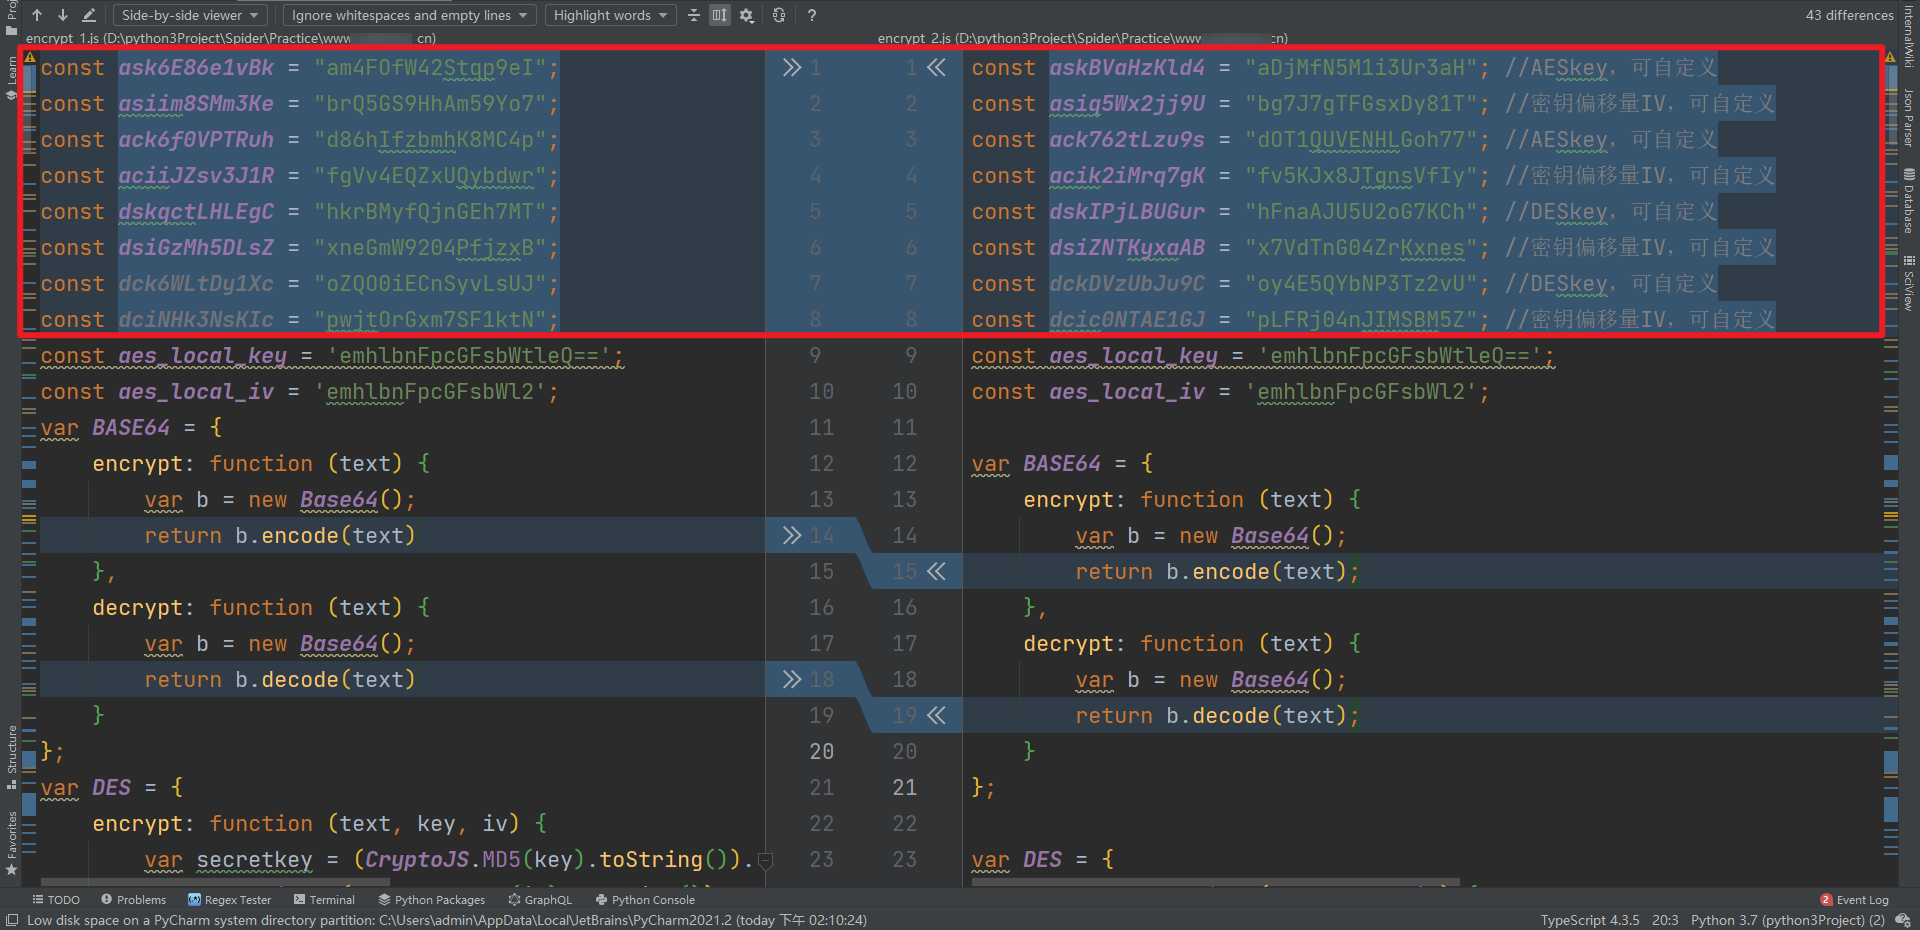 Side-by-side viewer Ignore whitespaces and empty lines Highlight words ? 43 differences
encrypt_1.js (D:\python3Project\Spider\Practice\www cn)
encrypt_2.js (D:\python3Project\Spider\Practice\www cn)
const ask6E86e1vBk = "am4FOfW42Stqp9eI"; 1
const asiim8SMm3Ke = "brQ5GS9HhAm59Yo7"; 2
const ack6f0VPTRuh = "d86hIfzbmhK8MC4p"; 3
const aciiJZsv3J1R = "fgVv4EQZxUQybdwr"; 4
const dskqctLHLEgC = "hkrBMyfQjnGEh7MT"; 5
const dsiGzMh5DLsZ = "xneGmW9204PfjzxB"; 6
const dck6WLtDy1Xc = "oZQO0iECnSyvLsUJ"; 7
const dciNHk3NsKIc = "pwjtOrGxm7SF1ktN"; 8
const aes_local_key = 'emhlbnFpcGFsbWtleQ=='; 9
const aes_local_iv = 'emhlbnFpcGFsbWl2'; 10
var BASE64 = { 11
encrypt: function (text) { 12
var b = new Base64(); 13
return b.encode(text) 14
}, 15
decrypt: function (text) { 16
var b = new Base64(); 17
return b.decode(text) 18
} 19
}; 20
var DES = { 21
encrypt: function (text, key, iv) { 22
var secretkey = (CryptoJS.MD5(key).toString()). 23
1 const askBVaHzKld4 = "aDjMfN5M1i3Ur3aH"; //AESkey，可自定义
2 const asiq5Wx2jj9U = "bg7J7gTFGsxDy81T"; //密钥偏移量IV，可自定义
3 const ack762tLzu9s = "dOT1QUVENHLGoh77"; //AESkey，可自定义
4 const acik2iMrq7gK = "fv5KJx8JTgnsVfIy"; //密钥偏移量IV，可自定义
5 const dskIPjLBUGur = "hFnaAJU5U2oG7KCh"; //DESkey，可自定义
6 const dsiZNTKyxaAB = "x7VdTnG04ZrKxnes"; //密钥偏移量IV，可自定义
7 const dckDVzUbJu9C = "oy4E5QYbNP3Tz2vU"; //DESkey，可自定义
8 const dcic0NTAE1GJ = "pLFRj04nJIMSBM5Z"; //密钥偏移量IV，可自定义
9 const aes_local_key = 'emhlbnFpcGFsbWtleQ==';
10 const aes_local_iv = 'emhlbnFpcGFsbWl2';
11
12 var BASE64 = {
13 encrypt: function (text) {
14 var b = new Base64();
15 return b.encode(text);
16 },
17 decrypt: function (text) {
18 var b = new Base64();
19 return b.decode(text);
20 }
21 };
22
23 var DES = {
Learn
Structure
Favorites
InternalWiki
Json Parser
Database
SciView
TODO Problems Regex Tester Terminal Python Packages GraphQL Python Console 2 Event Log
Low disk space on a PyCharm system directory partition: C:\Users\admin\AppData\Local\JetBrains\PyCharm2021.2 (today 下午 02:10:24) TypeScript 4.3.5 20:3 Python 3.7 (python3Project) (2)